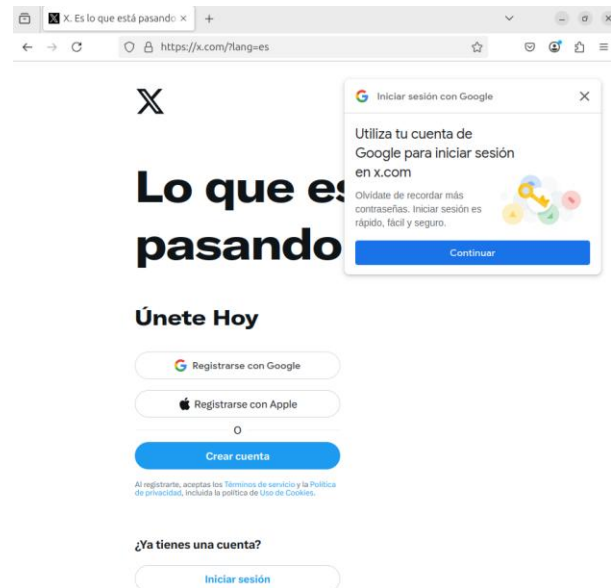 X. Es lo que está pasando
https://x.com/?lang=es
Iniciar sesión con Google
Utiliza tu cuenta de
Google para iniciar sesión
en x.com
Olvídate de recordar más
contraseñas. Iniciar sesión es
rápido, fácil y seguro.
Continuar
Lo que es
pasando
Únete Hoy
Registrarse con Google
Registrarse con Apple
O
Crear cuenta
Al registrarte, aceptas los Términos de servicio y la Política
de privacidad, incluida la política de Uso de Cookies.
¿Ya tienes una cuenta?
Iniciar sesión